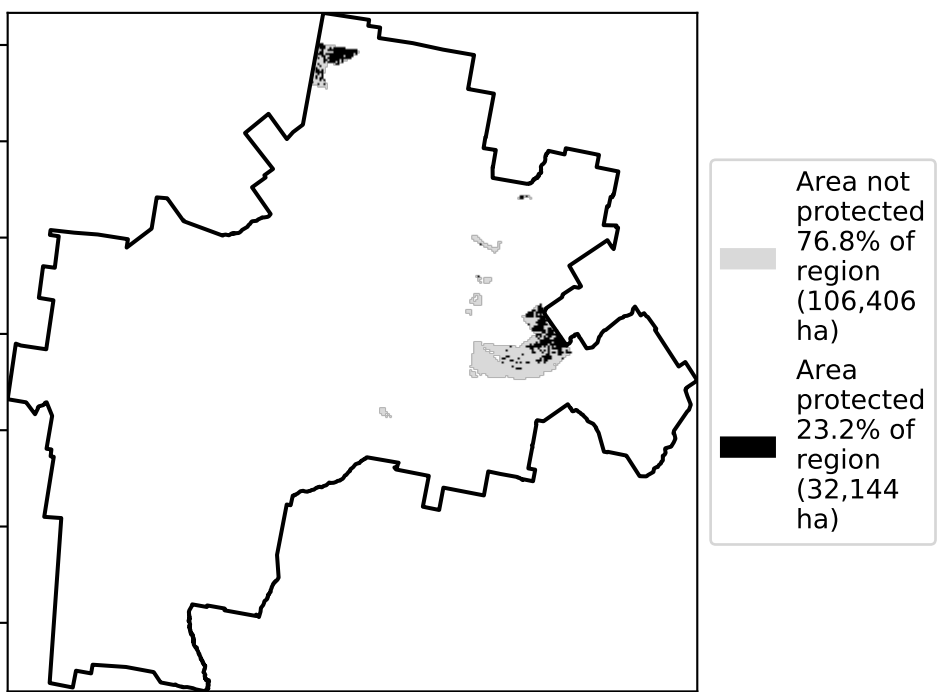 Area not
protected
76.8% of
region
(106,406
ha)
Area
protected
23.2% of
region
(32,144
ha)